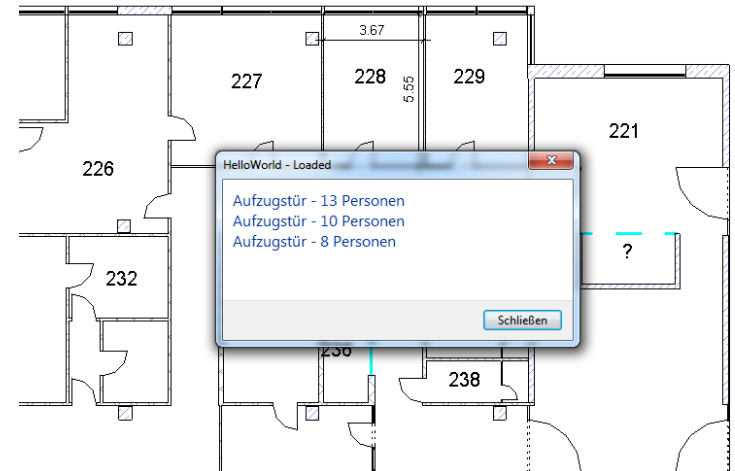 3.67
227
228
229
5.55
221
226
HelloWorld - Loaded
Aufzugstür - 13 Personen
Aufzugstür - 10 Personen
Aufzugstür - 8 Personen
?
232
Schließen
236
238